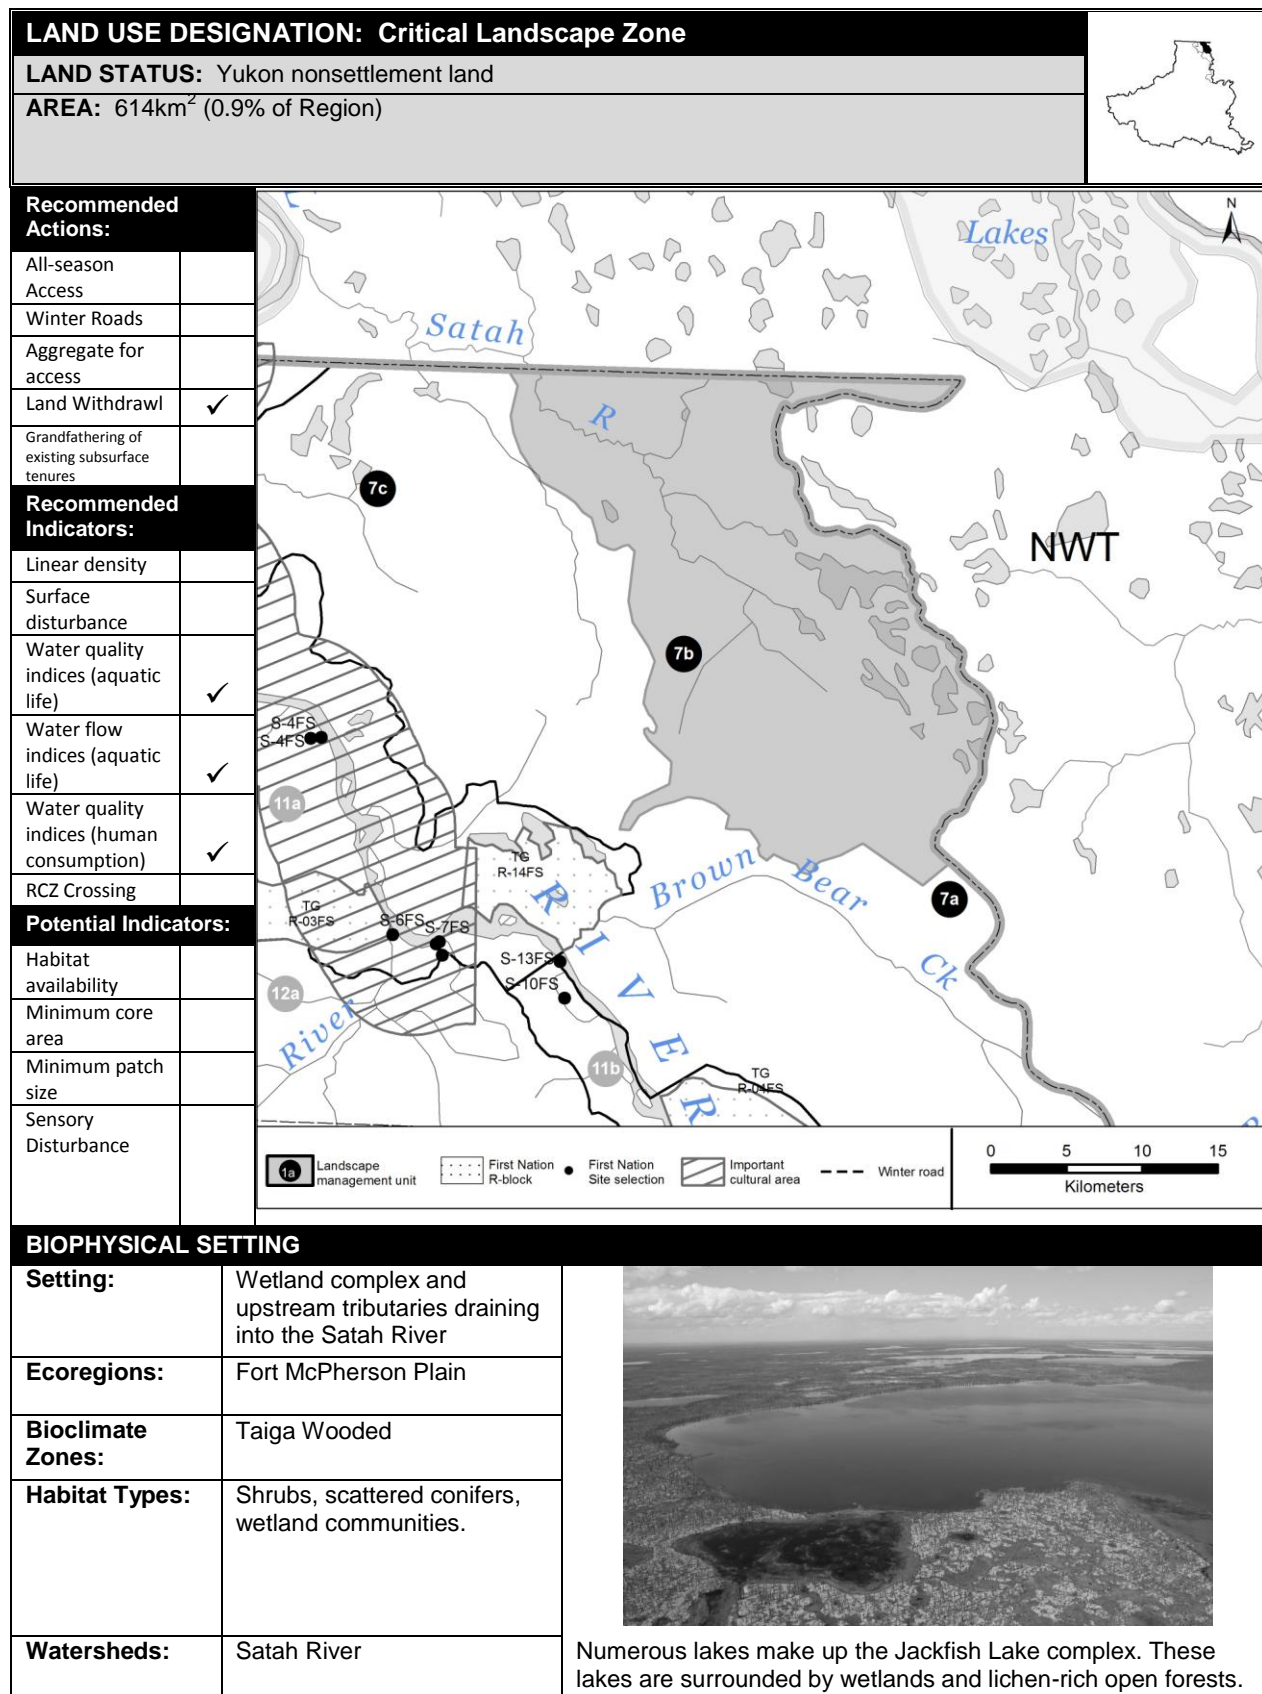 LAND USE DESIGNATION: Critical Landscape Zone
LAND STATUS: Yukon nonsettlement land
AREA: 614km² (0.9% of Region)
Recommended
Actions:
All-season
Access
Winter Roads
Aggregate for
access
Land Withdrawl ✓
Grandfathering of
existing subsurface
tenures
Recommended
Indicators:
Linear density
Surface
disturbance
Water quality
indices (aquatic
life) ✓
Water flow
indices (aquatic
life) ✓
Water quality
indices (human
consumption) ✓
RCZ Crossing
Potential Indicators:
Habitat
availability
Minimum core
area
Minimum patch
size
Sensory
Disturbance
N
Lakes
Satah
R
7c
NWT
7b
S-4FS
S-4FS
11a
TG
R-14FS
Brown Bear Ck
7a
TG
R-03FS
S-6FS
S-7FS
S-13FS
S-10FS
12a
River
RIVER
11b
TG
R-04FS
1a
Landscape
management unit
First Nation
R-block
First Nation
Site selection
Important
cultural area
Winter road
0 5 10 15
Kilometers
BIOPHYSICAL SETTING
Setting: Wetland complex and
upstream tributaries draining
into the Satah River
Ecoregions: Fort McPherson Plain
Bioclimate
Zones: Taiga Wooded
Habitat Types: Shrubs, scattered conifers,
wetland communities.
Watersheds: Satah River
Numerous lakes make up the Jackfish Lake complex. These
lakes are surrounded by wetlands and lichen-rich open forests.